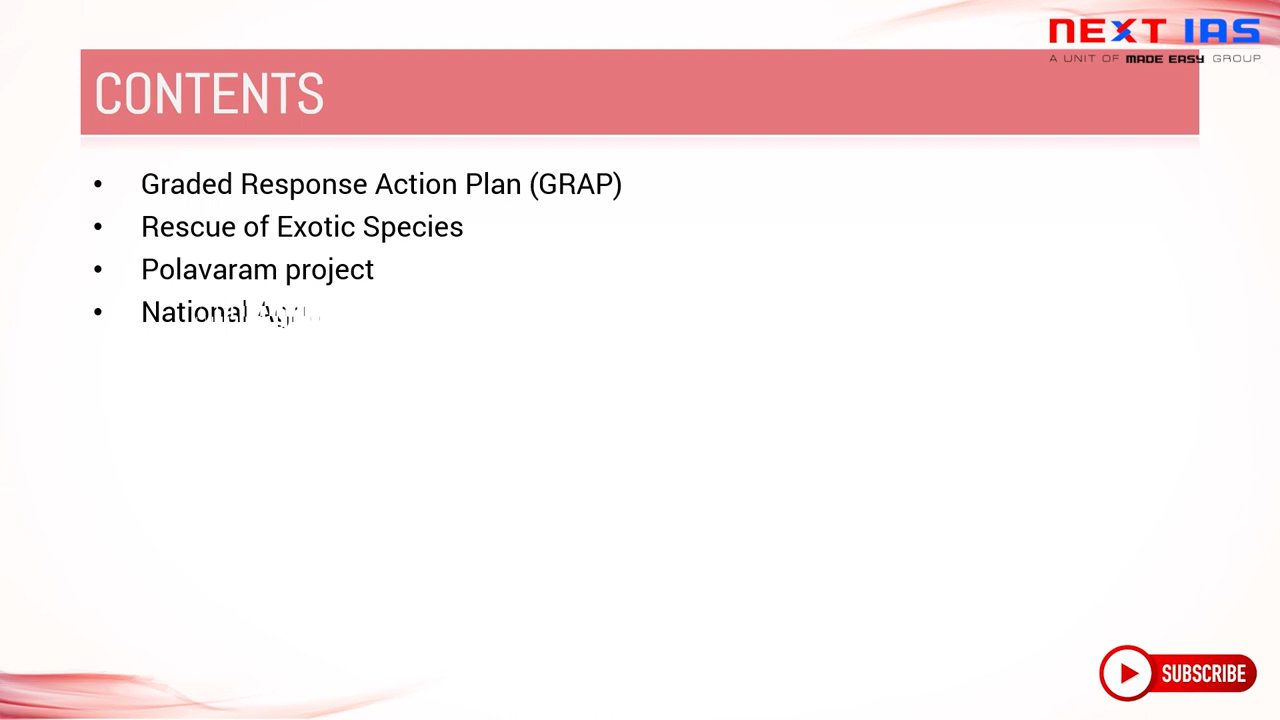 NEXT IAS
A UNIT OF MADE EASY GROUP
CONTENTS
• Graded Response Action Plan (GRAP)
• Rescue of Exotic Species
• Polavaram project
• National
SUBSCRIBE